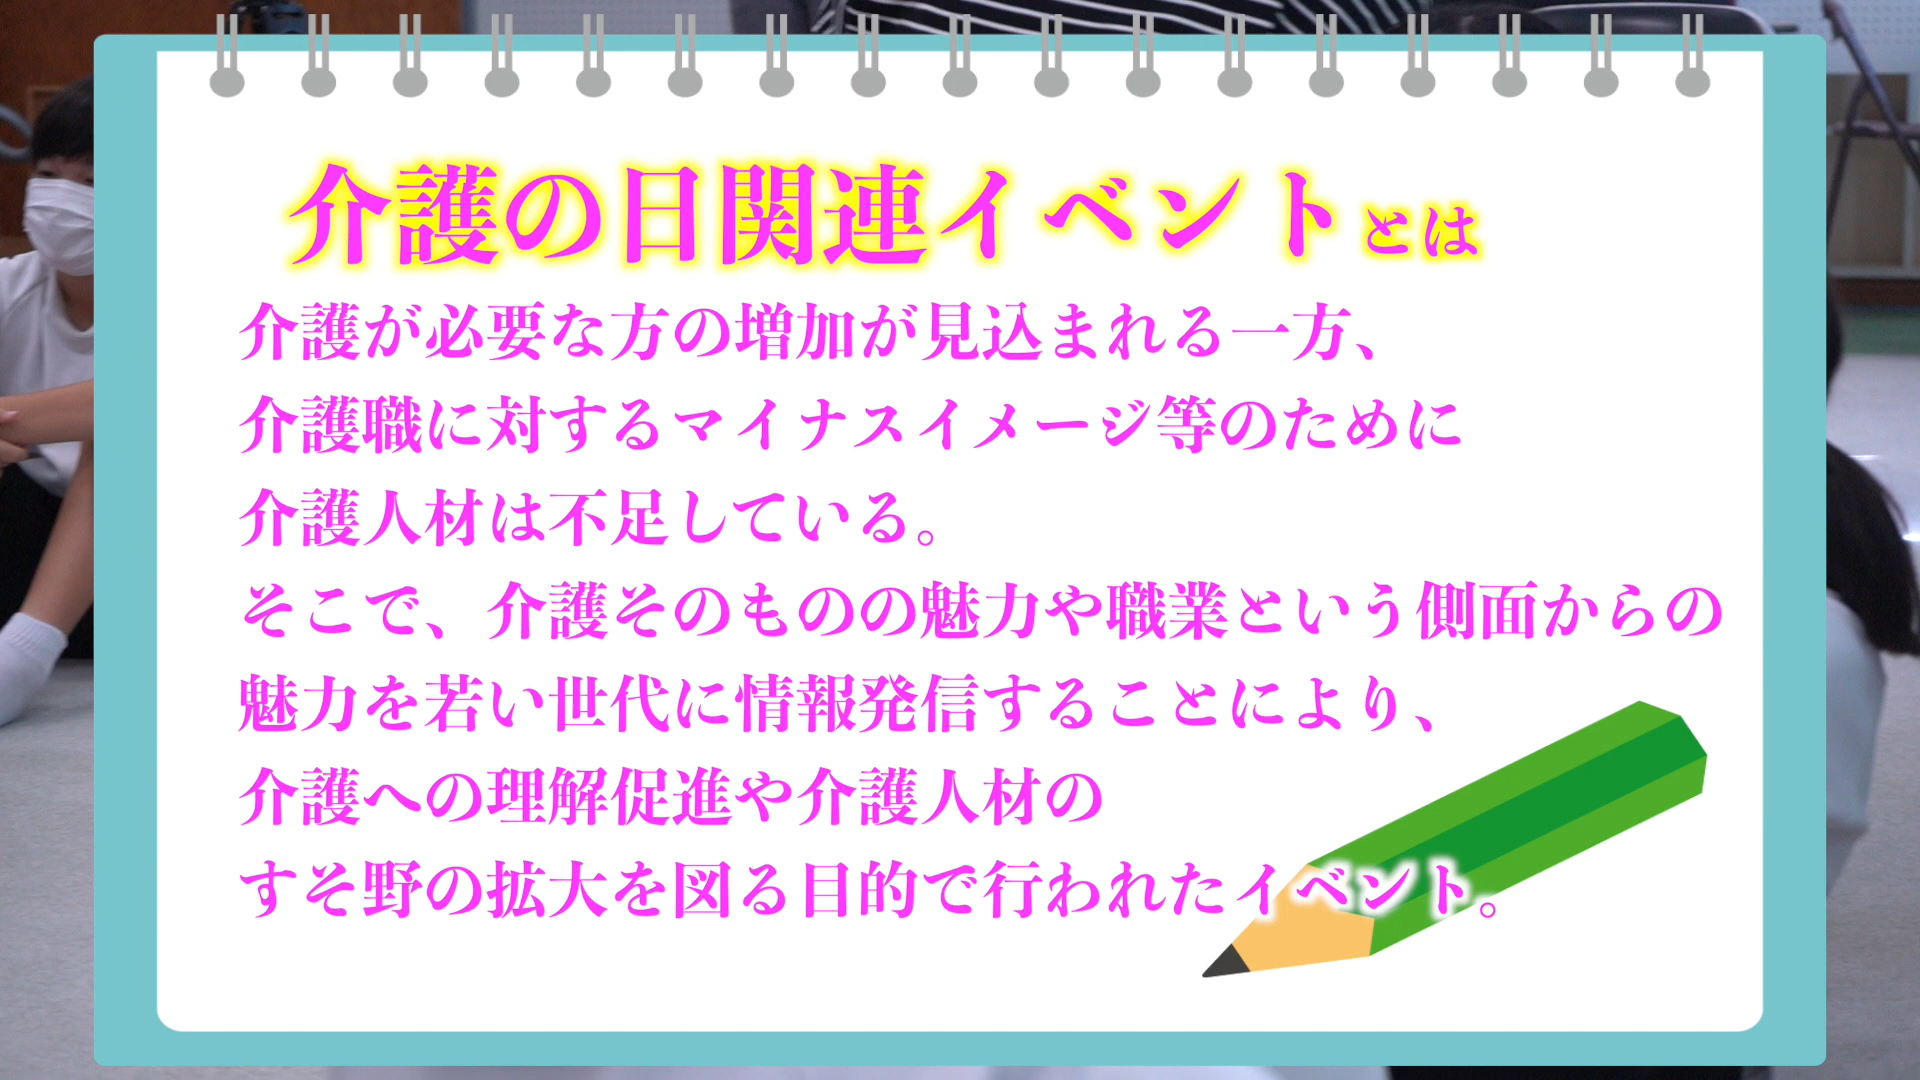 介護の日関連イベントとは
介護が必要な方の増加が見込まれる一方、
介護職に対するマイナスイメージ等のために
介護人材は不足している。
そこで、介護そのものの魅力や職業という側面からの
魅力を若い世代に情報発信することにより、
介護への理解促進や介護人材の
すそ野の拡大を図る目的で行われたイベント。